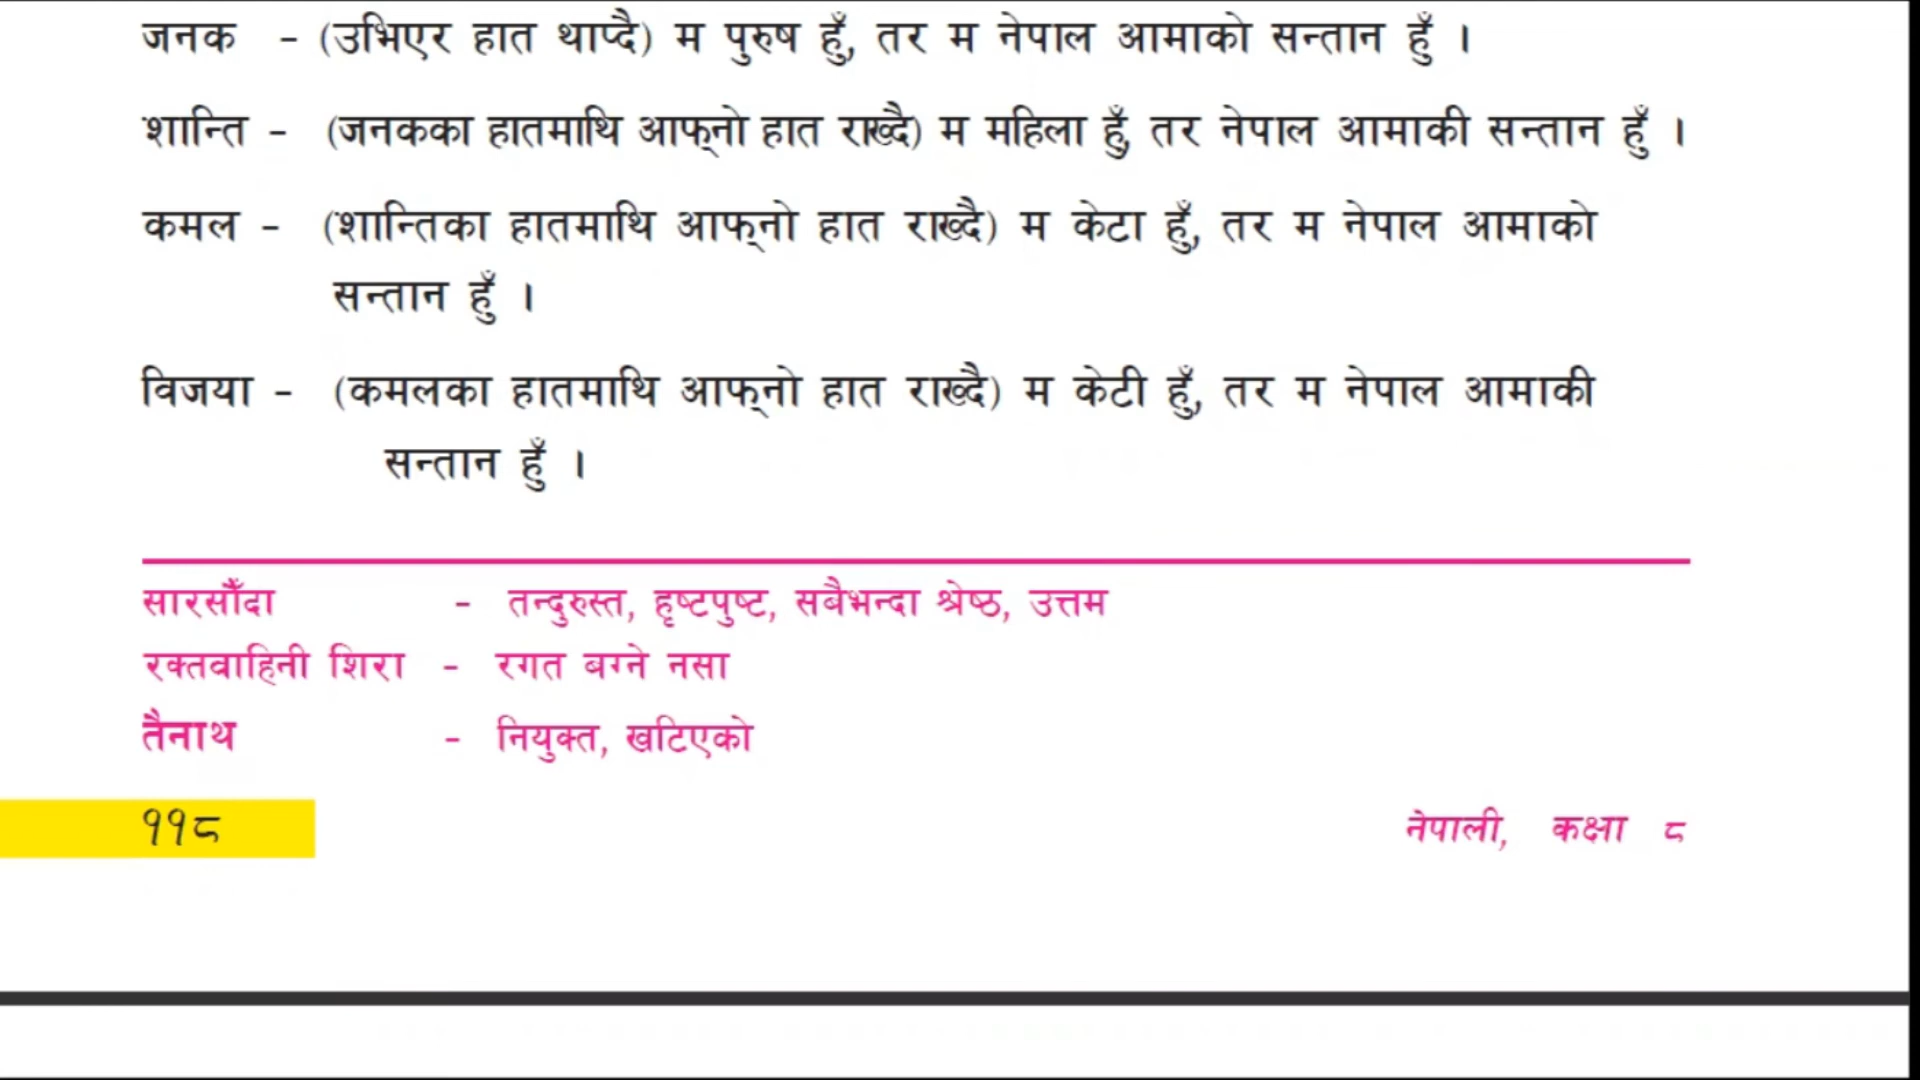 जनक - (उभिएर हात थाप्दै) म पुरुष हुँ, तर म नेपाल आमाको सन्तान हुँ ।
शान्ति - (जनकका हातमाथि आफ्‌नो हात राख्दै) म महिला हुँ, तर नेपाल आमाकी सन्तान हुँ ।
कमल - (शान्तिका हातमाथि आफ्‌नो हात राख्दै) म केटा हुँ, तर म नेपाल आमाको
सन्तान हुँ ।
विजया - (कमलका हातमाथि आफ्‌नो हात राख्दै) म केटी हुँ, तर म नेपाल आमाकी
सन्तान हुँ ।
सारसौँदा - तन्दुरुस्त, हृष्टपुष्ट, सबैभन्दा श्रेष्ठ, उत्तम
रक्तवाहिनी शिरा - रगत बग्ने नसा
तैनाथ - नियुक्त, खटिएको
११८ नेपाली, कक्षा ८